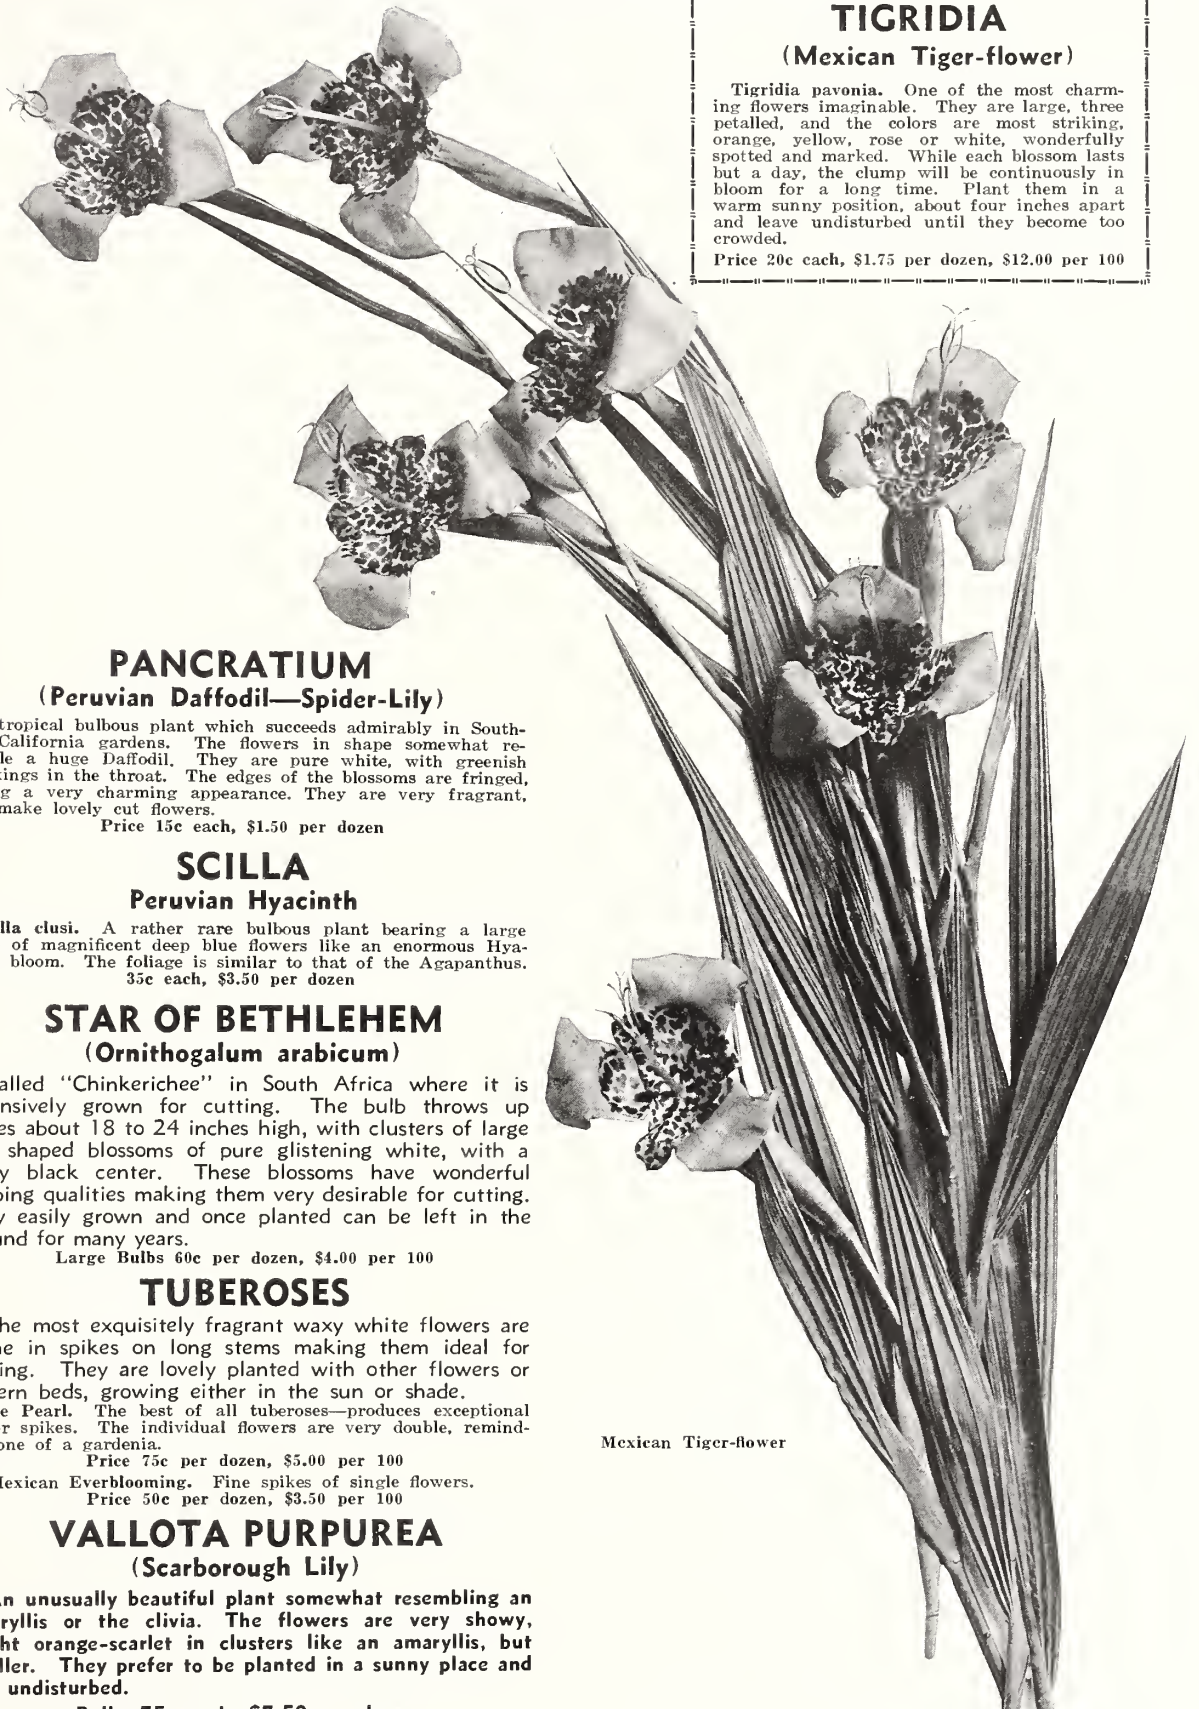 TIGRIDIA
(Mexican Tiger-flower)
Tigridia pavonia. One of the most charm-
ing flowers imaginable. They are large, three
petalled, and the colors are most striking,
orange, yellow, rose or white, wonderfully
spotted and marked. While each blossom lasts
but a day, the clump will be continuously in
bloom for a long time. Plant them in a
warm sunny position, about four inches apart
and leave undisturbed until they become too
crowded.
Price 20c each, $1.75 per dozen, $12.00 per 100
PANCRATIUM
(Peruvian Daffodil—Spider-Lily)
tropical bulbous plant which succeeds admirably in South-
California gardens. The flowers in shape somewhat re-
le a huge Daffodil. They are pure white, with greenish
ings in the throat. The edges of the blossoms are fringed,
g a very charming appearance. They are very fragrant,
make lovely cut flowers.
Price 15c each, $1.50 per dozen
SCILLA
Peruvian Hyacinth
lla clusi. A rather rare bulbous plant bearing a large
of magnificent deep blue flowers like an enormous Hya-
bloom. The foliage is similar to that of the Agapanthus.
35c each, $3.50 per dozen
STAR OF BETHLEHEM
(Ornithogalum arabicum)
alled "Chinkerichee" in South Africa where it is
nsively grown for cutting. The bulb throws up
es about 18 to 24 inches high, with clusters of large
shaped blossoms of pure glistening white, with a
y black center. These blossoms have wonderful
ping qualities making them very desirable for cutting.
y easily grown and once planted can be left in the
und for many years.
Large Bulbs 60c per dozen, $4.00 per 100
TUBEROSES
he most exquisitely fragrant waxy white flowers are
ne in spikes on long stems making them ideal for
ing. They are lovely planted with other flowers or
ern beds, growing either in the sun or shade.
e Pearl. The best of all tuberoses—produces exceptional
r spikes. The individual flowers are very double, remind-
one of a gardenia.
Price 75c per dozen, $5.00 per 100
Mexican Everblooming. Fine spikes of single flowers.
Price 50c per dozen, $3.50 per 100
VALLOTA PURPUREA
(Scarborough Lily)
n unusually beautiful plant somewhat resembling an
ryllis or the clivia. The flowers are very showy,
ht orange-scarlet in clusters like an amaryllis, but
ller. They prefer to be planted in a sunny place and
undisturbed.
Mexican Tiger-flower